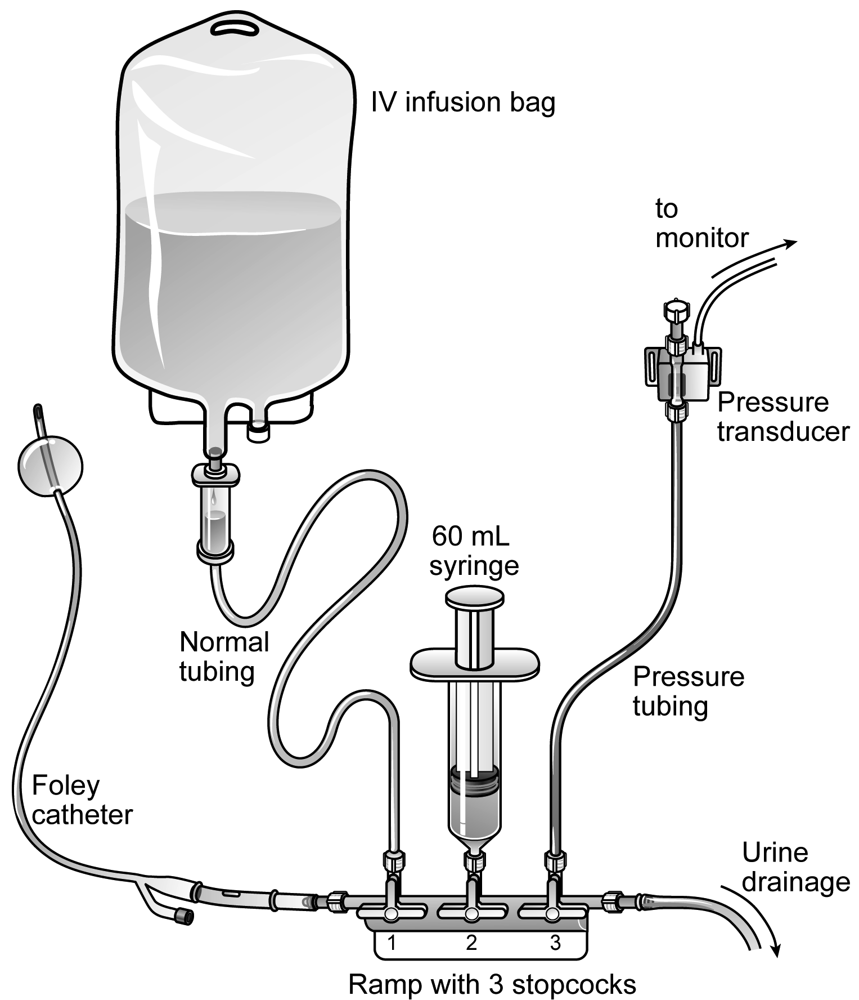 IV infusion bag
to
monitor
Pressure
transducer
60 mL
syringe
Normal
tubing
Pressure
tubing
Foley
catheter
Urine
drainage
1 2 3
Ramp with 3 stopcocks